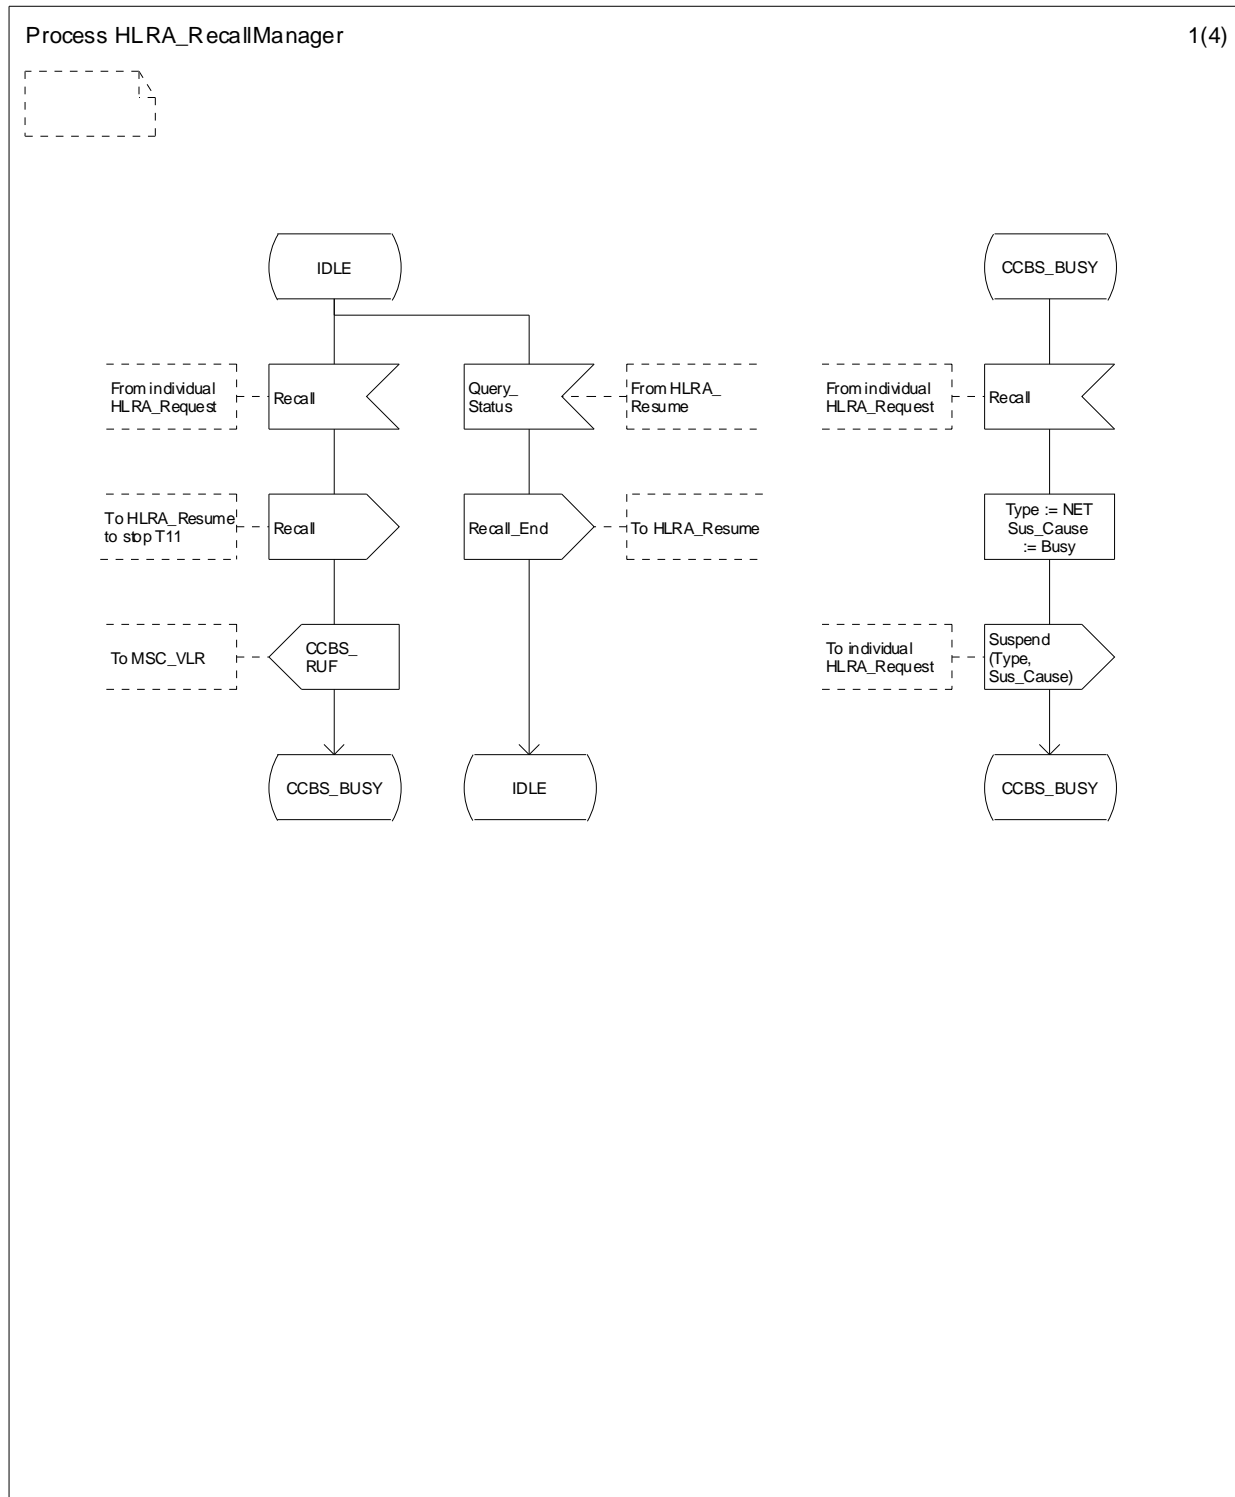 Process HLRA_RecallManager
1(4)
IDLE
CCBS_BUSY
From individual
HLRA_Request
Recall
Query_
Status
From HLRA_
Resume
From individual
HLRA_Request
Recall
To HLRA_Resume
to stop T11
Recall
Recall_End
To HLRA_Resume
Type := NET
Sus_Cause
:= Busy
To MSC_VLR
CCBS_
RUF
To individual
HLRA_Request
Suspend
(Type,
Sus_Cause)
CCBS_BUSY
IDLE
CCBS_BUSY